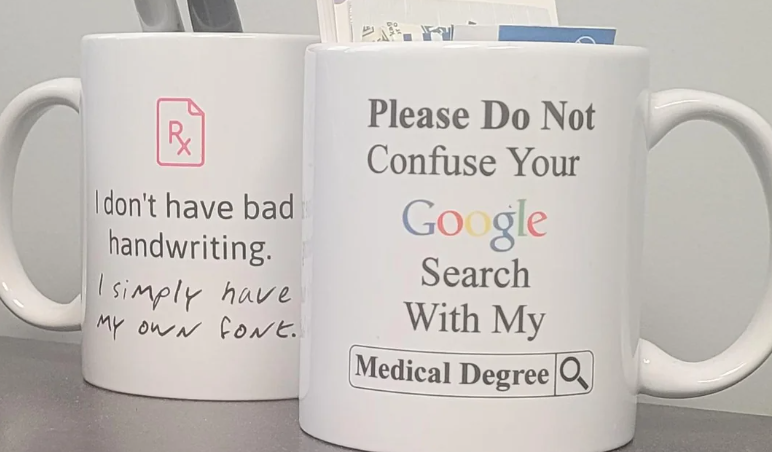 Rx
I don't have bad
handwriting.
I simply have
my own font.
Please Do Not
Confuse Your
Google
Search
With My
Medical Degree